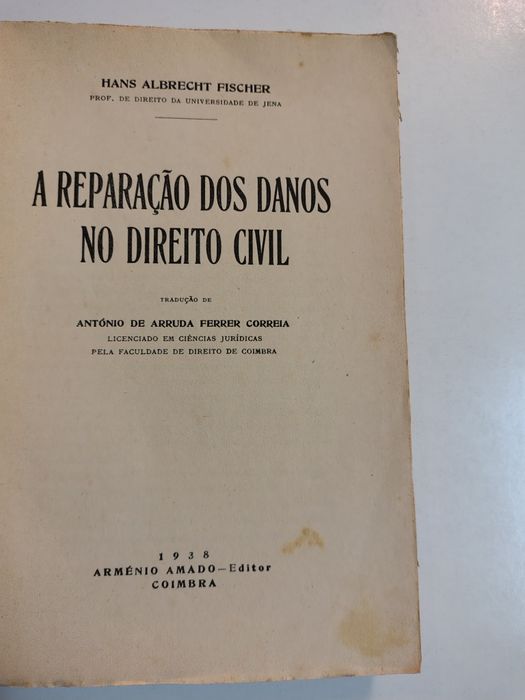 HANS ALBRECHT FISCHER
PROF. DE DIREITO DA UNIVERSIDADE DE JENA
A REPARAÇÃO DOS DANOS
NO DIREITO CIVIL
TRADUÇÃO DE
ANTÓNIO DE ARRUDA FERRER CORREIA
LICENCIADO EM CIÊNCIAS JURÍDICAS
PELA FACULDADE DE DIREITO DE COIMBRA
1938
ARMÉNIO AMADO—Editor
COIMBRA